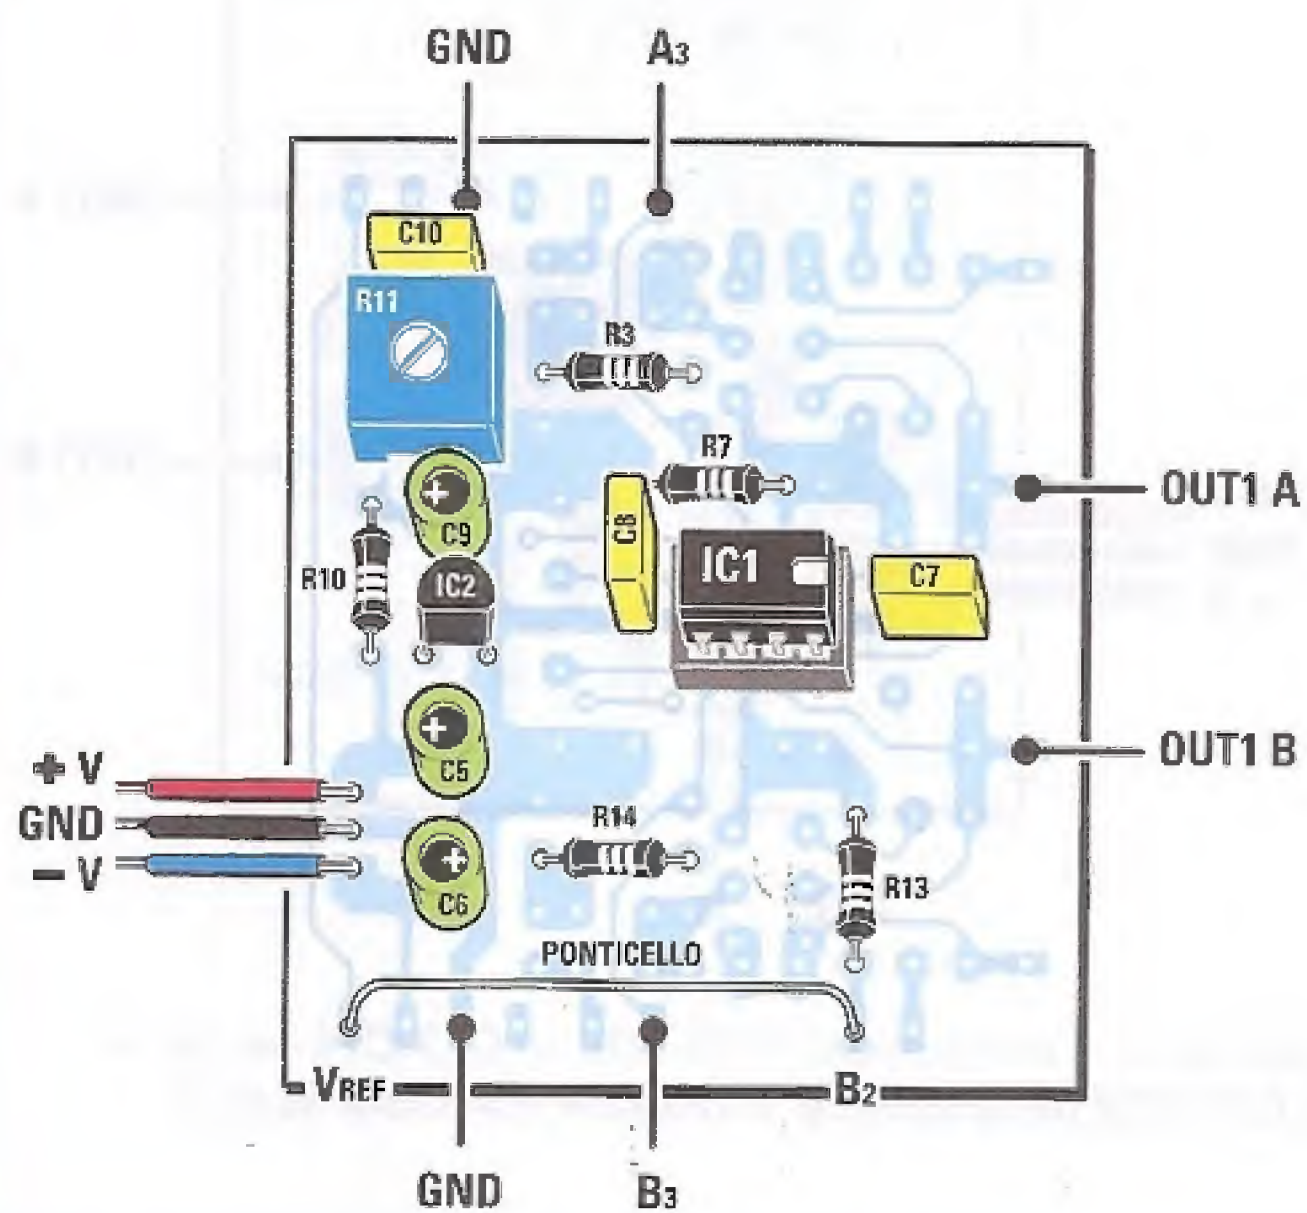 GND A3
C10
R11
R3
R7
C9
C8
IC1
C7
OUT1 A
R10
IC2
C5
OUT1 B
+ V
GND
- V
R14
C6
R13
PONTICELLO
VREF B2
GND B3